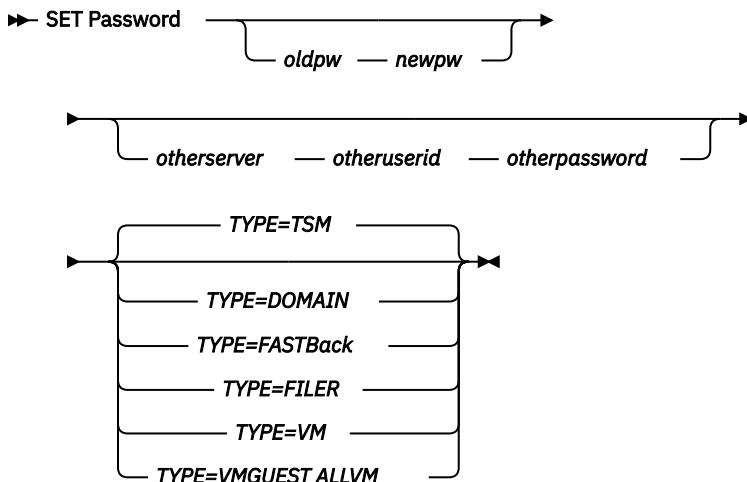 SET Password
oldpw newpw
otherserver otheruserid otherpassword
TYPE=TSM
TYPE=DOMAIN
TYPE=FASTBack
TYPE=FILER
TYPE=VM
TYPE=VMGUEST ALLVM